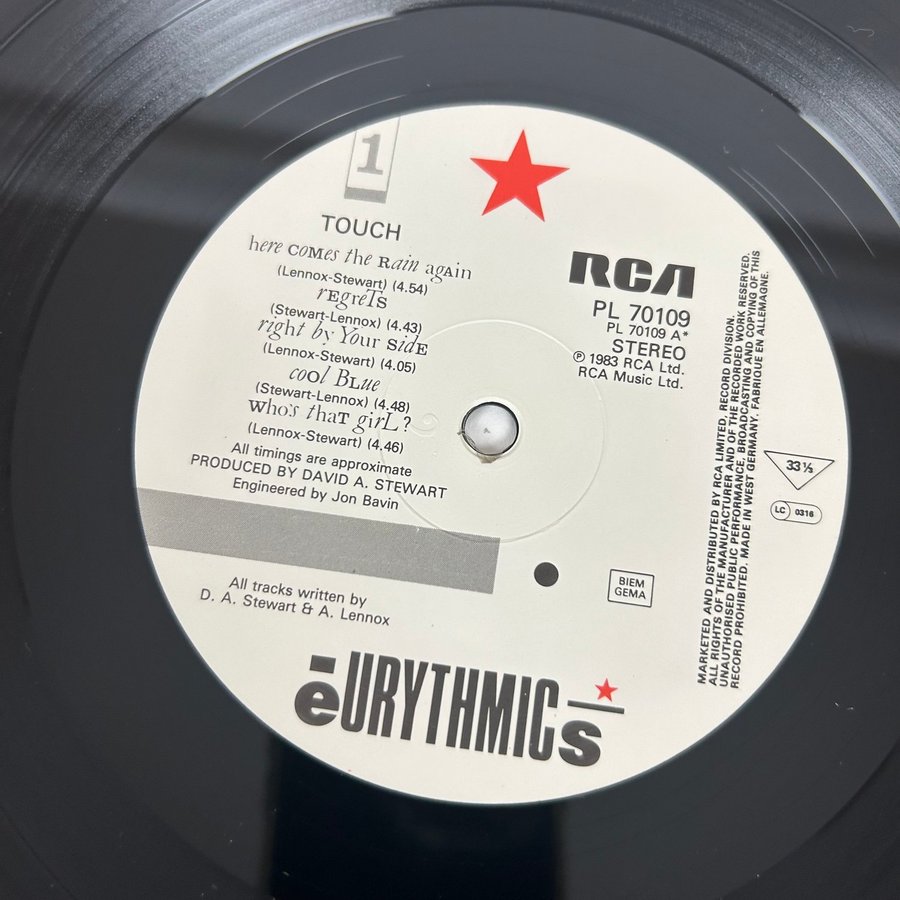 1
TOUCH
here COMes the Rain agAin
(Lennox-Stewart) (4.54)
rEgreTs
(Stewart-Lennox) (4.43)
right by Your SidE
(Lennox-Stewart) (4.05)
coOl BLue
(Stewart-Lennox) (4.48)
Who's thaT girL?
(Lennox-Stewart) (4.46)
All timings are approximate
PRODUCED BY DAVID A. STEWART
Engineered by Jon Bavin
All tracks written by
D. A. Stewart & A. Lennox
RCA
PL 70109
PL 70109 A*
STEREO
℗ 1983 RCA Ltd.
RCA Music Ltd.
33⅓
LC 0316
BIEM
GEMA
MARKETED AND DISTRIBUTED BY RCA LIMITED, RECORD DIVISION.
ALL RIGHTS OF THE MANUFACTURER AND OF THE RECORDED WORK RESERVED.
UNAUTHORISED PUBLIC PERFORMANCE, BROADCASTING AND COPYING OF THIS
RECORD PROHIBITED. MADE IN WEST GERMANY. FABRIQUE EN ALLEMAGNE.
eURYTHMICs